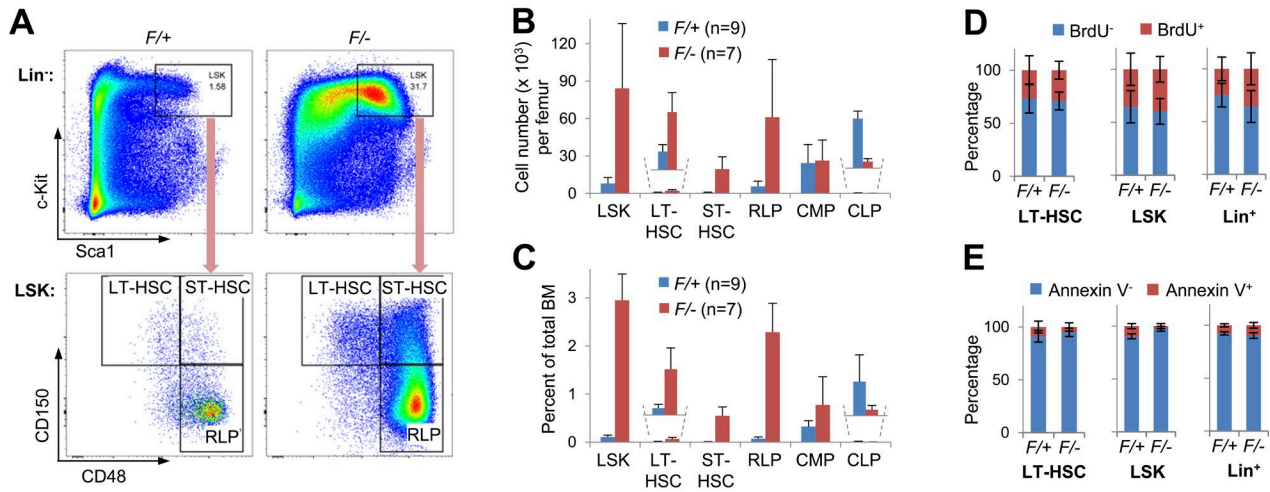 A
F/+
F/-
Lin⁻:
LSK
1.58
LSK
31.7
c-Kit
Sca1
LSK:
LT-HSC
ST-HSC
LT-HSC
ST-HSC
RLP
RLP
CD150
CD48
B
Cell number (x 10³)
per femur
120
90
60
30
0
F/+ (n=9)
F/- (n=7)
LSK
LT-
HSC
ST-
HSC
RLP
CMP
CLP
C
Percent of total BM
3
2
1
0
F/+ (n=9)
F/- (n=7)
LSK
LT-
HSC
ST-
HSC
RLP
CMP
CLP
D
BrdU⁻
BrdU⁺
Percentage
100
50
0
F/+ F/-
F/+ F/-
F/+ F/-
LT-HSC
LSK
Lin⁺
E
Annexin V⁻
Annexin V⁺
Percentage
100
50
0
F/+ F/-
F/+ F/-
F/+ F/-
LT-HSC
LSK
Lin⁺